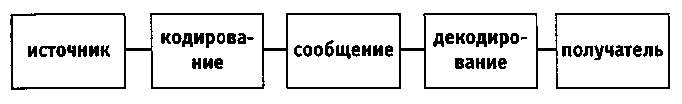 источник
кодирова-
ние
сообщение
декодиро-
вание
получатель